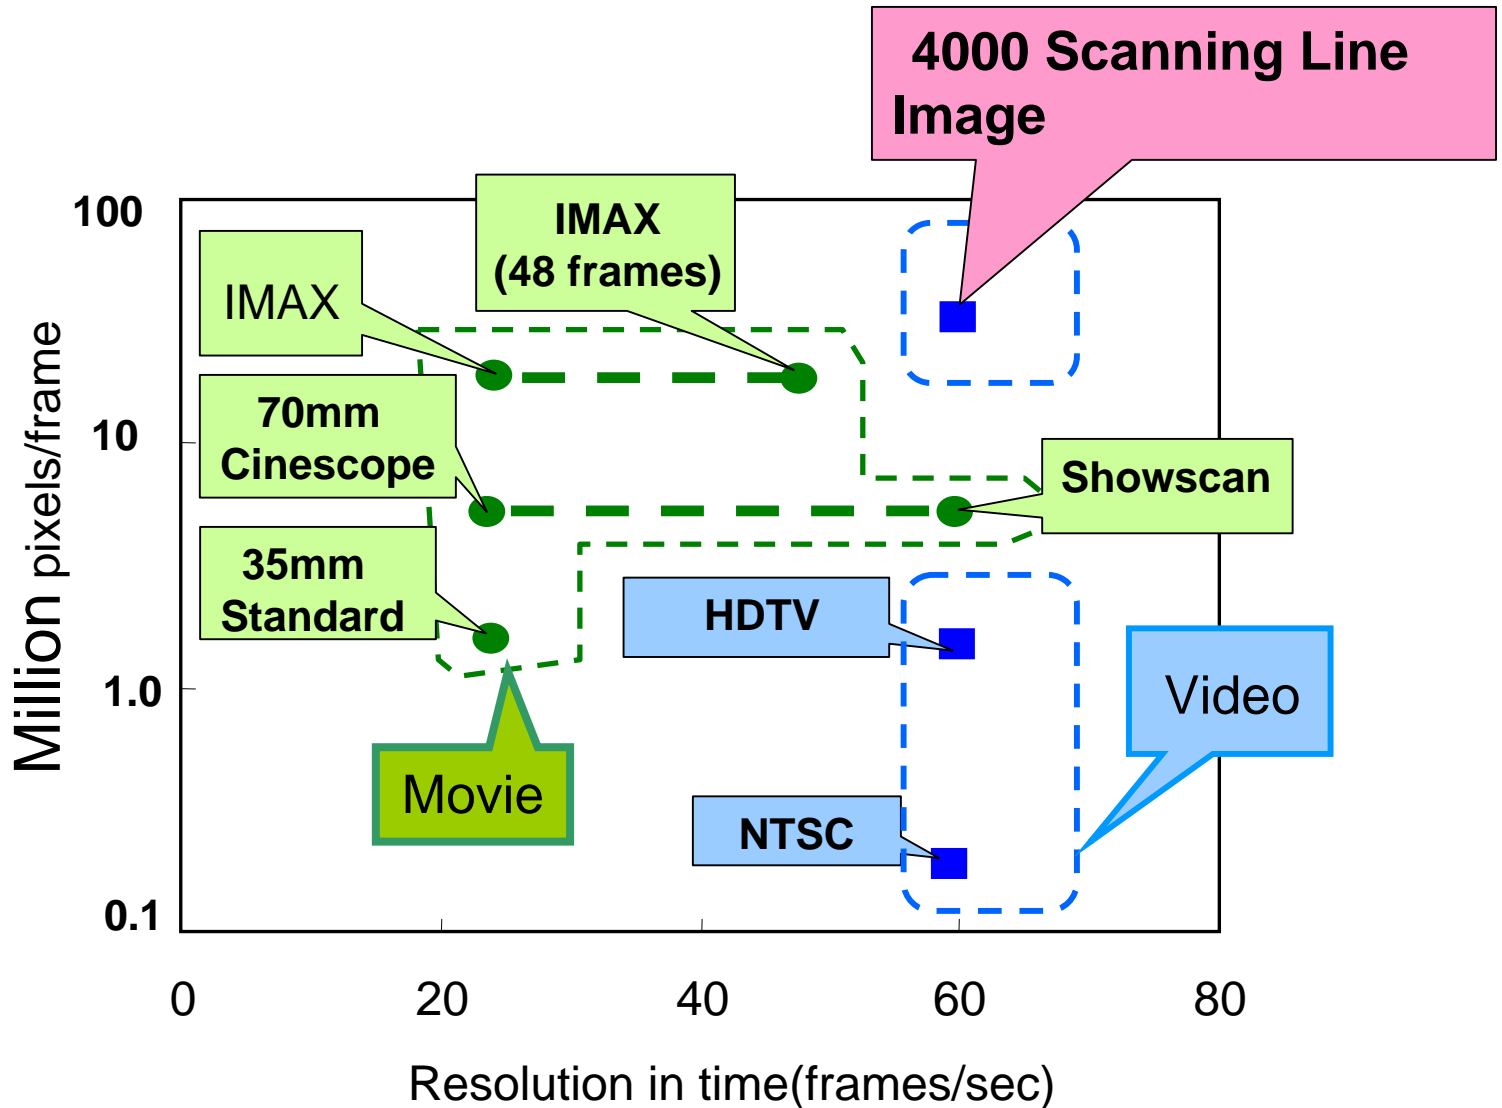 4000 Scanning Line
Image
100
IMAX
(48 frames)
IMAX
70mm
Cinescope
10
Showscan
35mm
Standard
HDTV
1.0
Video
Movie
NTSC
0.1
Million pixels/frame
0
20
40
60
80
Resolution in time(frames/sec)